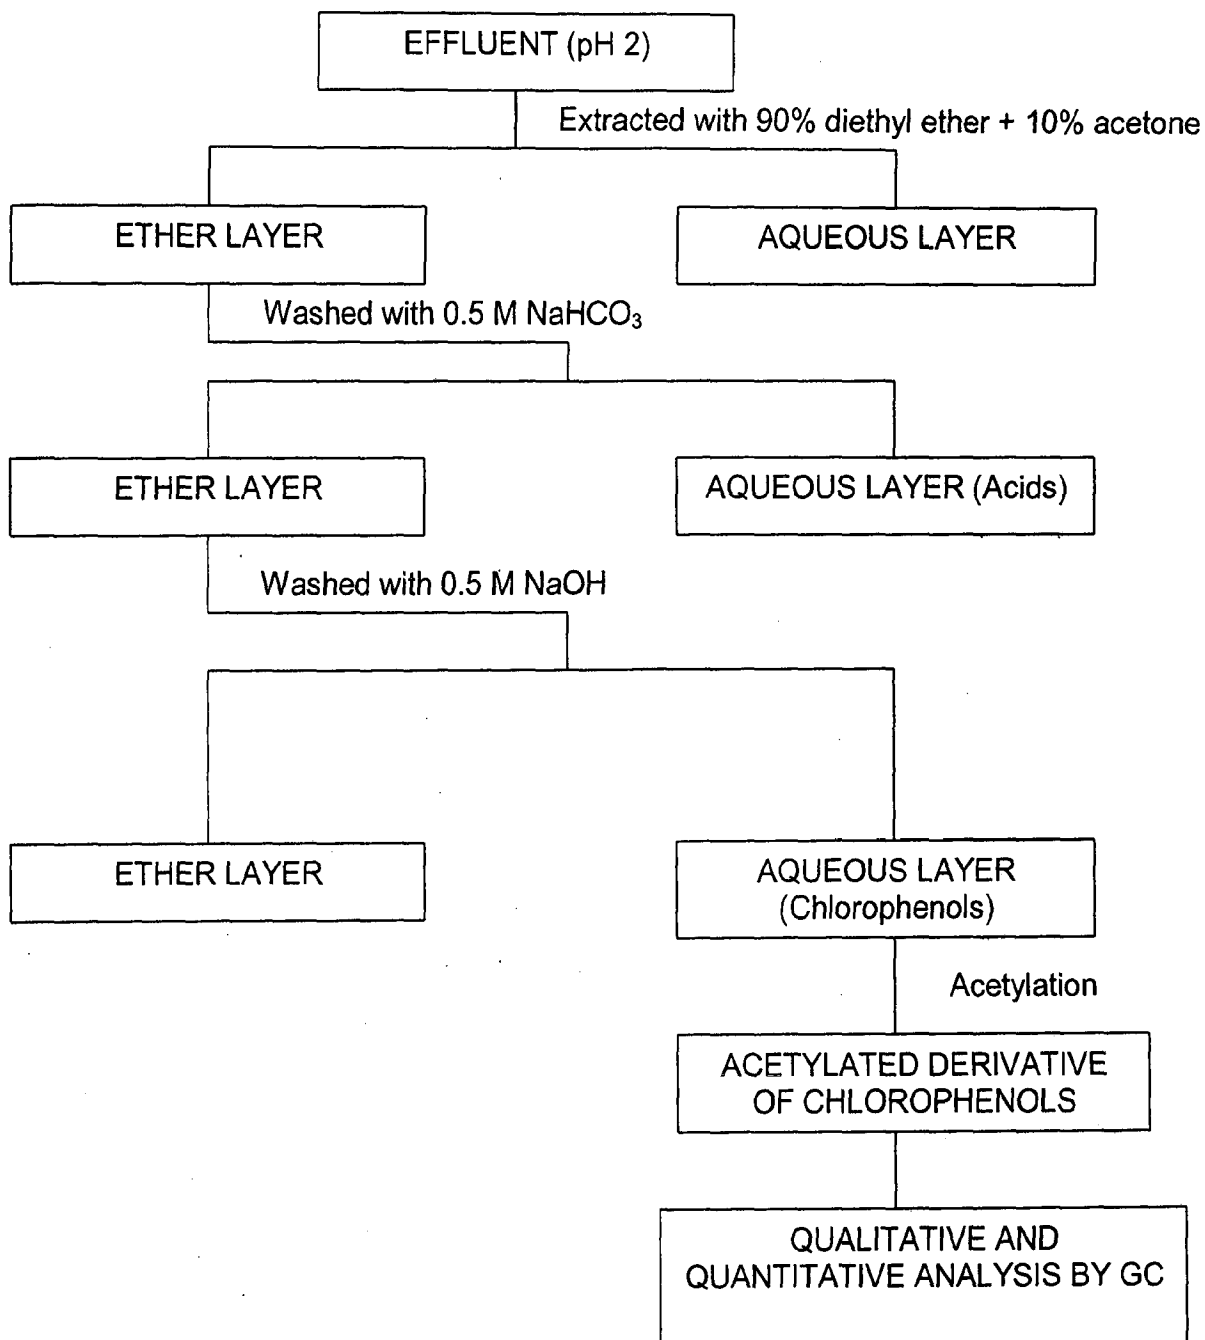 EFFLUENT (pH 2)
Extracted with 90% diethyl ether + 10% acetone
ETHER LAYER
AQUEOUS LAYER
Washed with 0.5 M NaHCO₃
ETHER LAYER
AQUEOUS LAYER (Acids)
Washed with 0.5 M NaOH
ETHER LAYER
AQUEOUS LAYER
(Chlorophenols)
Acetylation
ACETYLATED DERIVATIVE
OF CHLOROPHENOLS
QUALITATIVE AND
QUANTITATIVE ANALYSIS BY GC